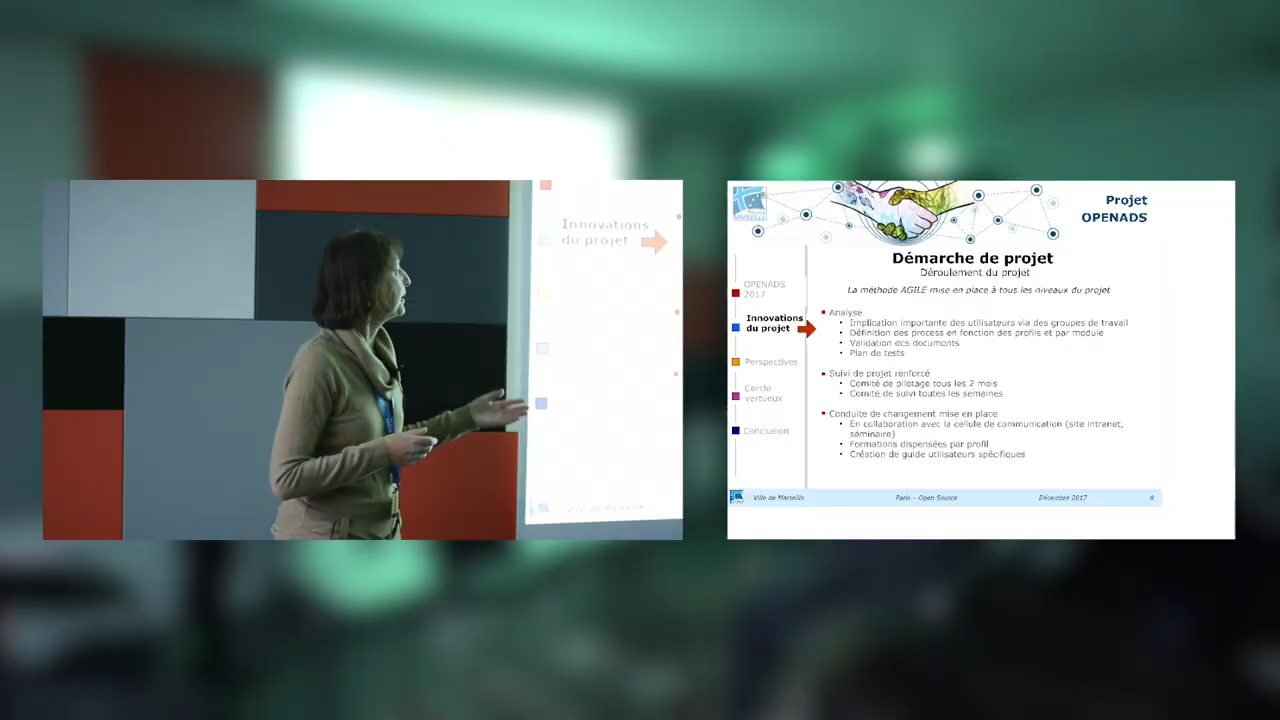 Innovations
du projet
Ville de Marseille
MARSEILLE
Projet
OPENADS
Démarche de projet
Déroulement du projet
La méthode AGILE mise en place à tous les niveaux du projet
OPENADS
2017
Innovations
du projet
Perspectives
Cercle
vertueux
Conclusion
Analyse
Implication importante des utilisateurs via des groupes de travail
Définition des process en fonction des profils et par module
Validation des documents
Plan de tests
Suivi de projet renforcé
Comité de pilotage tous les 2 mois
Comité de suivi toutes les semaines
Conduite de changement mise en place
En collaboration avec la cellule de communication (site intranet,
séminaire)
Formations dispensées par profil
Création de guide utilisateurs spécifiques
Ville de Marseille
Paris – Open Source
Décembre 2017